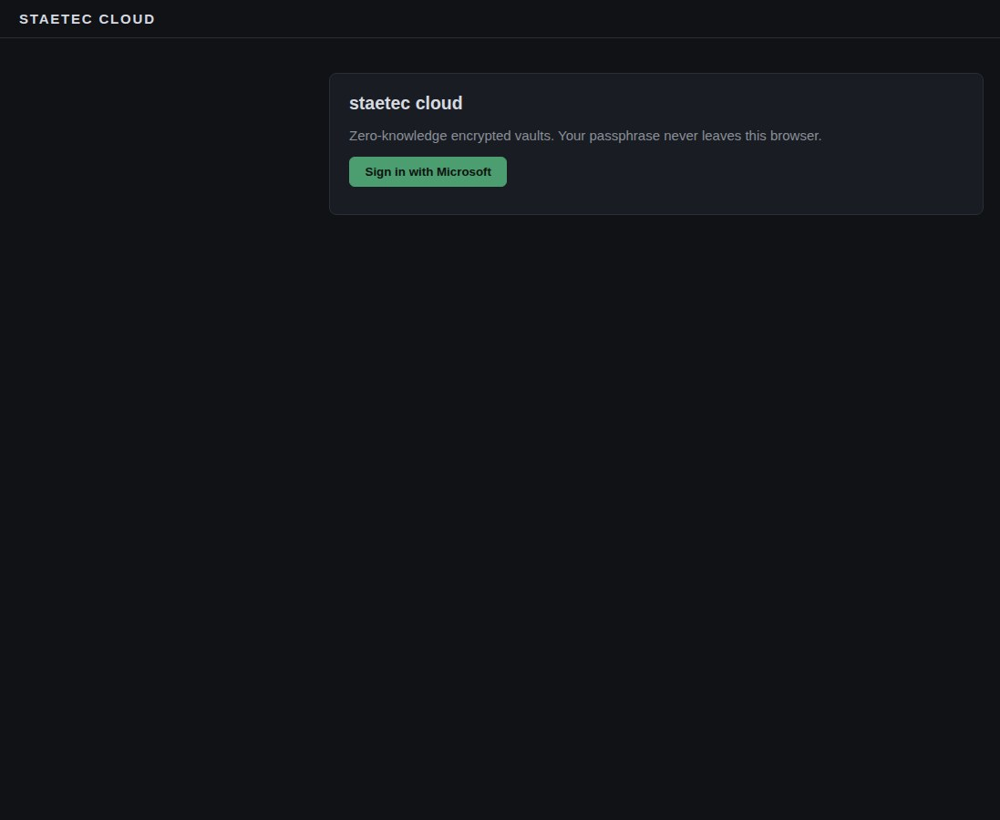 STAETEC CLOUD
staetec cloud
Zero-knowledge encrypted vaults. Your passphrase never leaves this browser.
Sign in with Microsoft